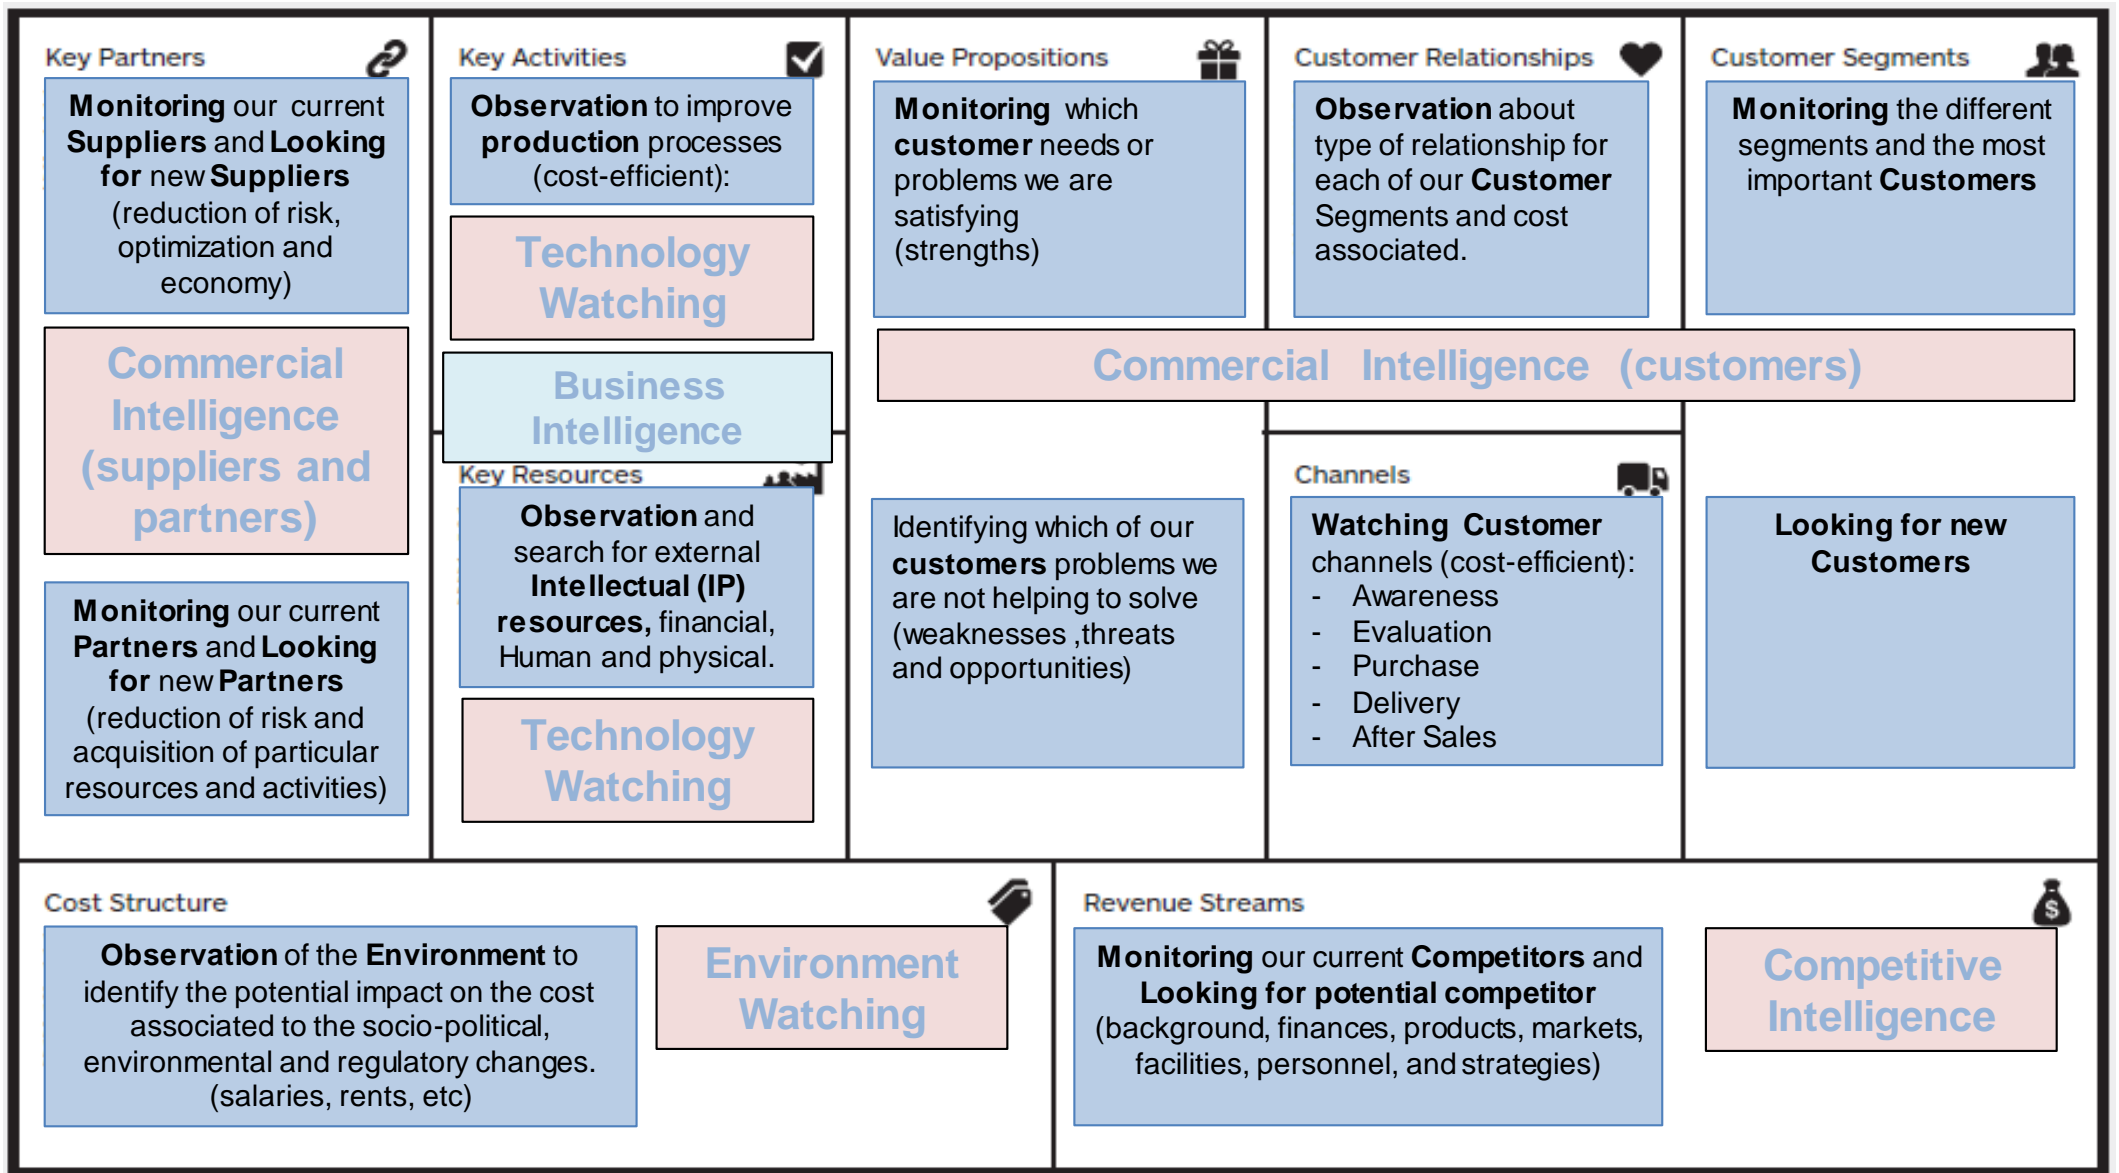 Key Partners
Monitoring our current
Suppliers and Looking
for new Suppliers
(reduction of risk,
optimization and
economy)
Commercial
Intelligence
(suppliers and
partners)
Monitoring our current
Partners and Looking
for new Partners
(reduction of risk and
acquisition of particular
resources and activities)
Key Activities
Observation to improve
production processes
(cost-efficient):
Technology
Watching
Business
Intelligence
Key Resources
Observation and
search for external
Intellectual (IP)
resources, financial,
Human and physical.
Technology
Watching
Value Propositions
Monitoring which
customer needs or
problems we are
satisfying
(strengths)
Commercial Intelligence (customers)
Identifying which of our
customers problems we
are not helping to solve
(weaknesses ,threats
and opportunities)
Customer Relationships
Observation about
type of relationship for
each of our Customer
Segments and cost
associated.
Channels
Watching Customer
channels (cost-efficient):
- Awareness
- Evaluation
- Purchase
- Delivery
- After Sales
Customer Segments
Monitoring the different
segments and the most
important Customers
Looking for new
Customers
Cost Structure
Observation of the Environment to
identify the potential impact on the cost
associated to the socio-political,
environmental and regulatory changes.
(salaries, rents, etc)
Environment
Watching
Revenue Streams
$
Monitoring our current Competitors and
Looking for potential competitor
(background, finances, products, markets,
facilities, personnel, and strategies)
Competitive
Intelligence